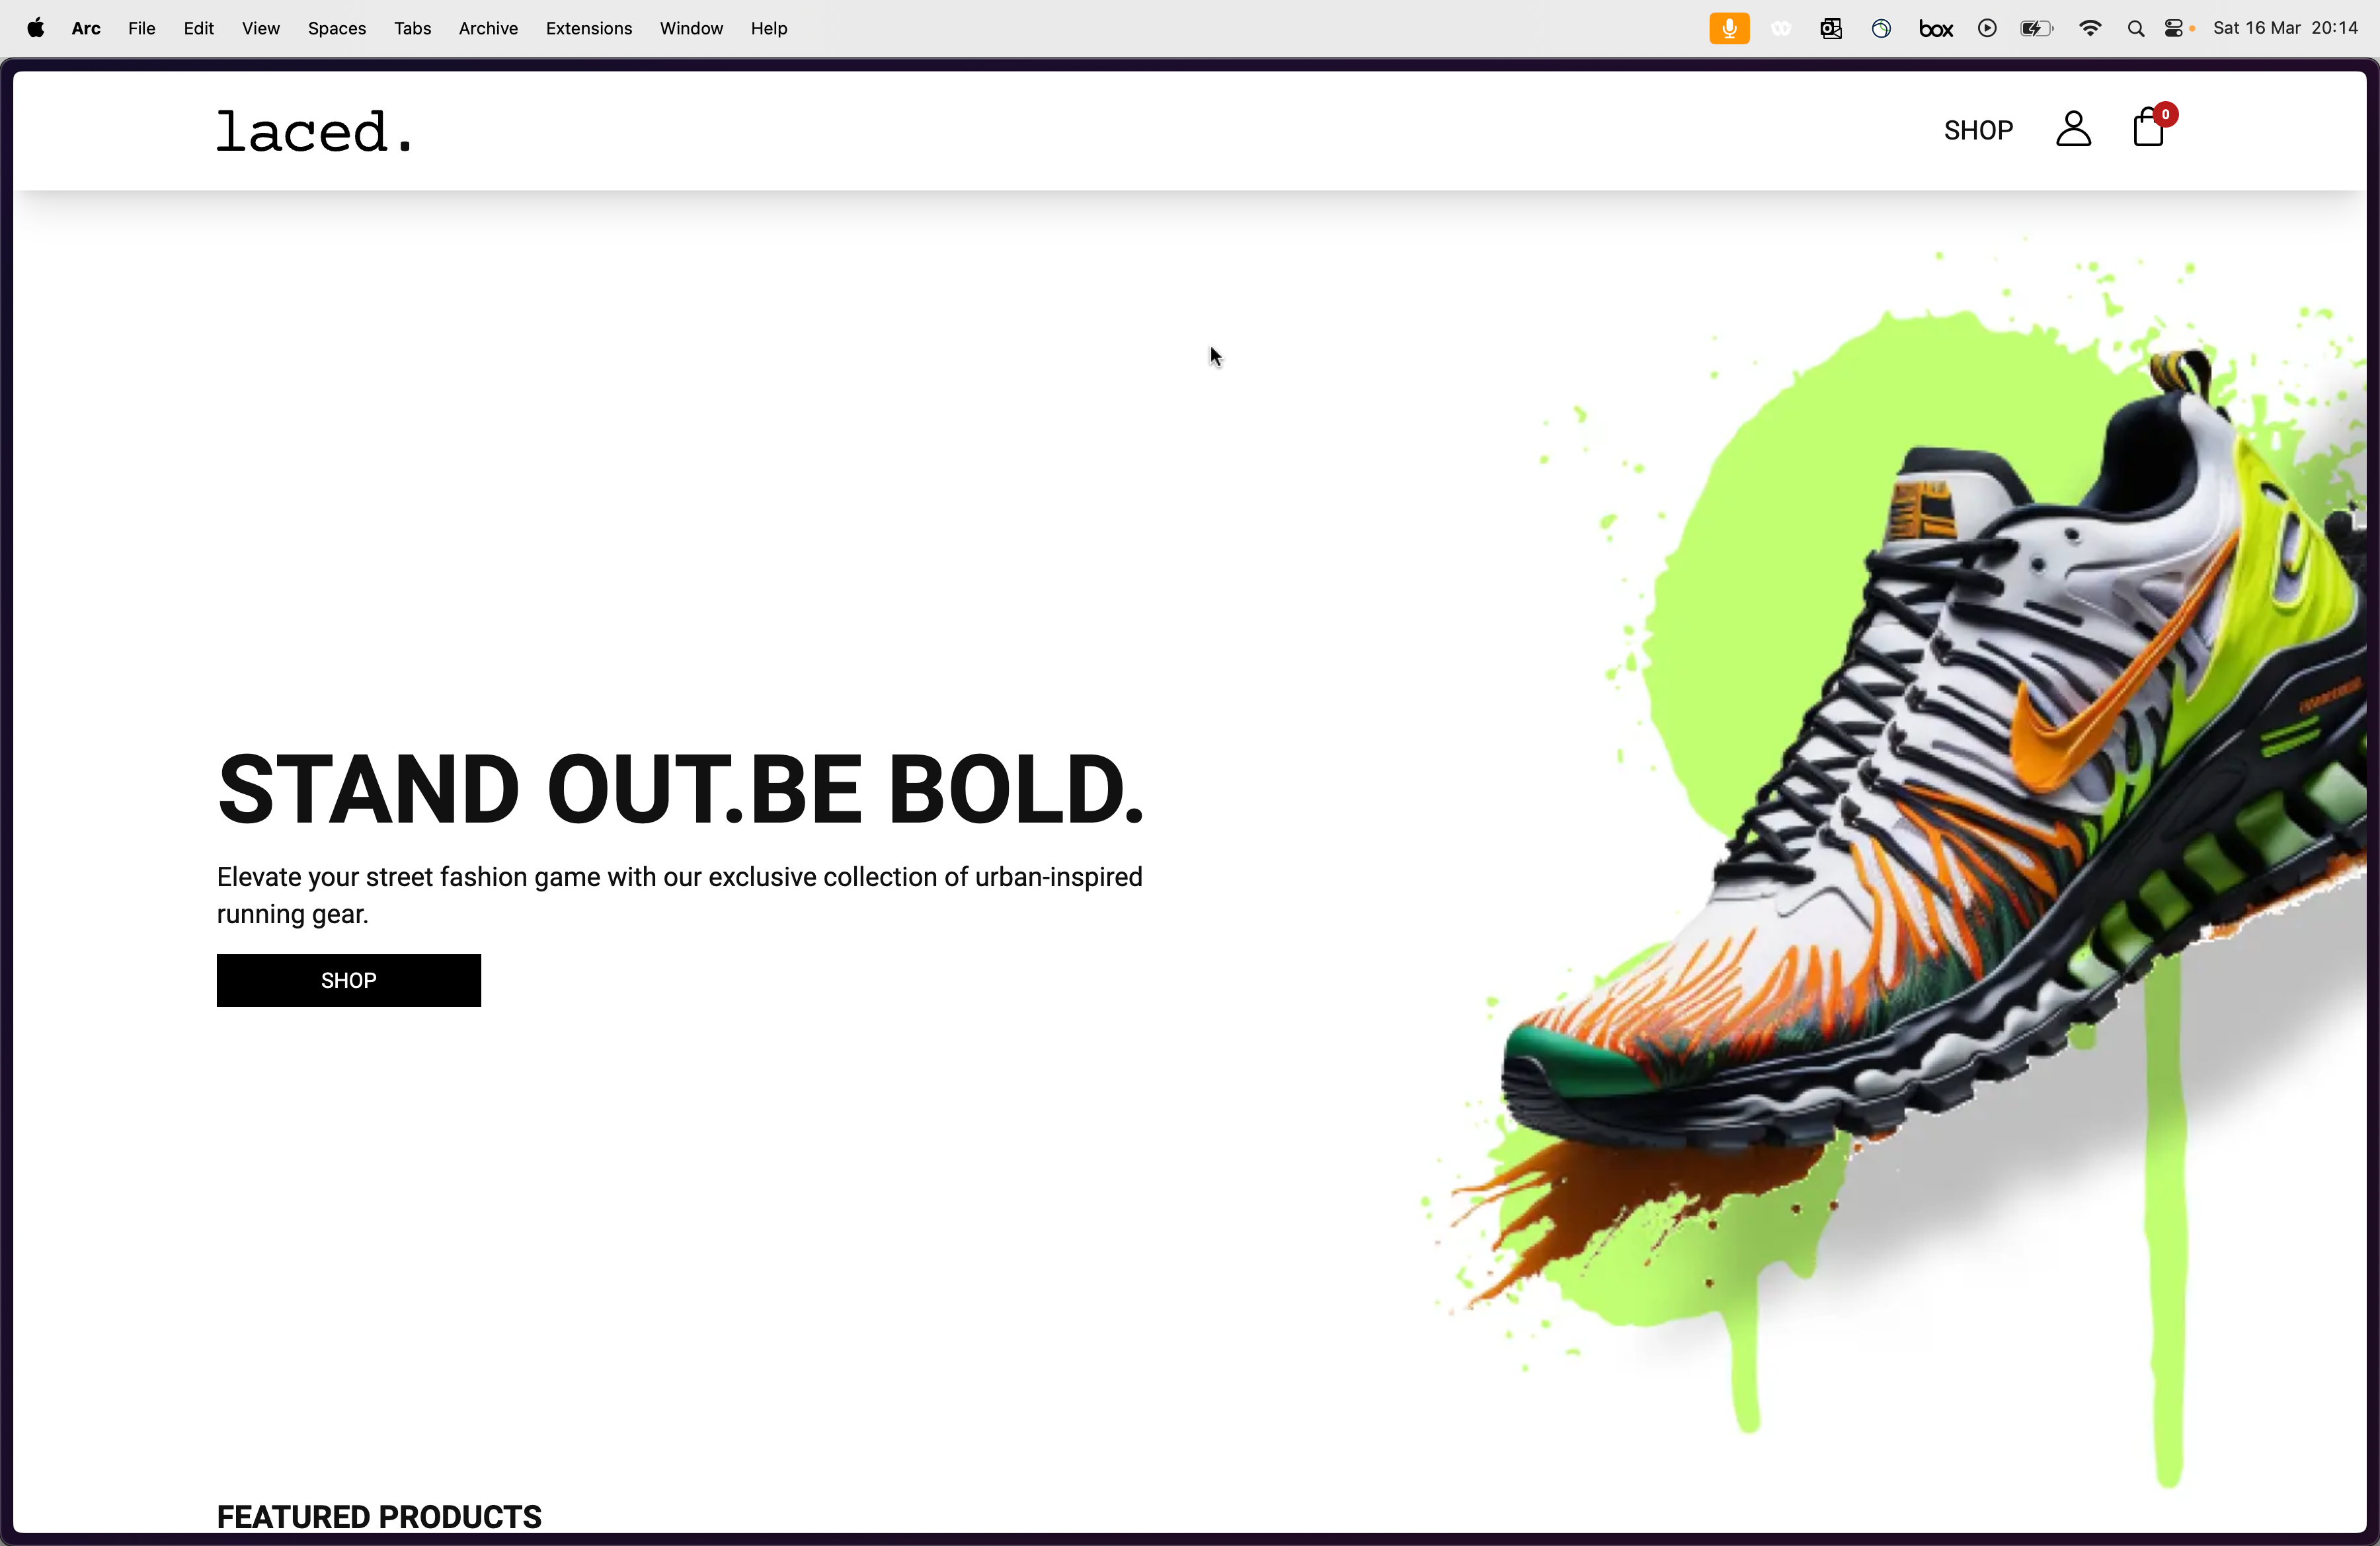 Arc File Edit View Spaces Tabs Archive Extensions Window Help box Sat 16 Mar 20:14
laced. SHOP 0
STAND OUT.BE BOLD.
Elevate your street fashion game with our exclusive collection of urban-inspired
running gear.
SHOP
FEATURED PRODUCTS